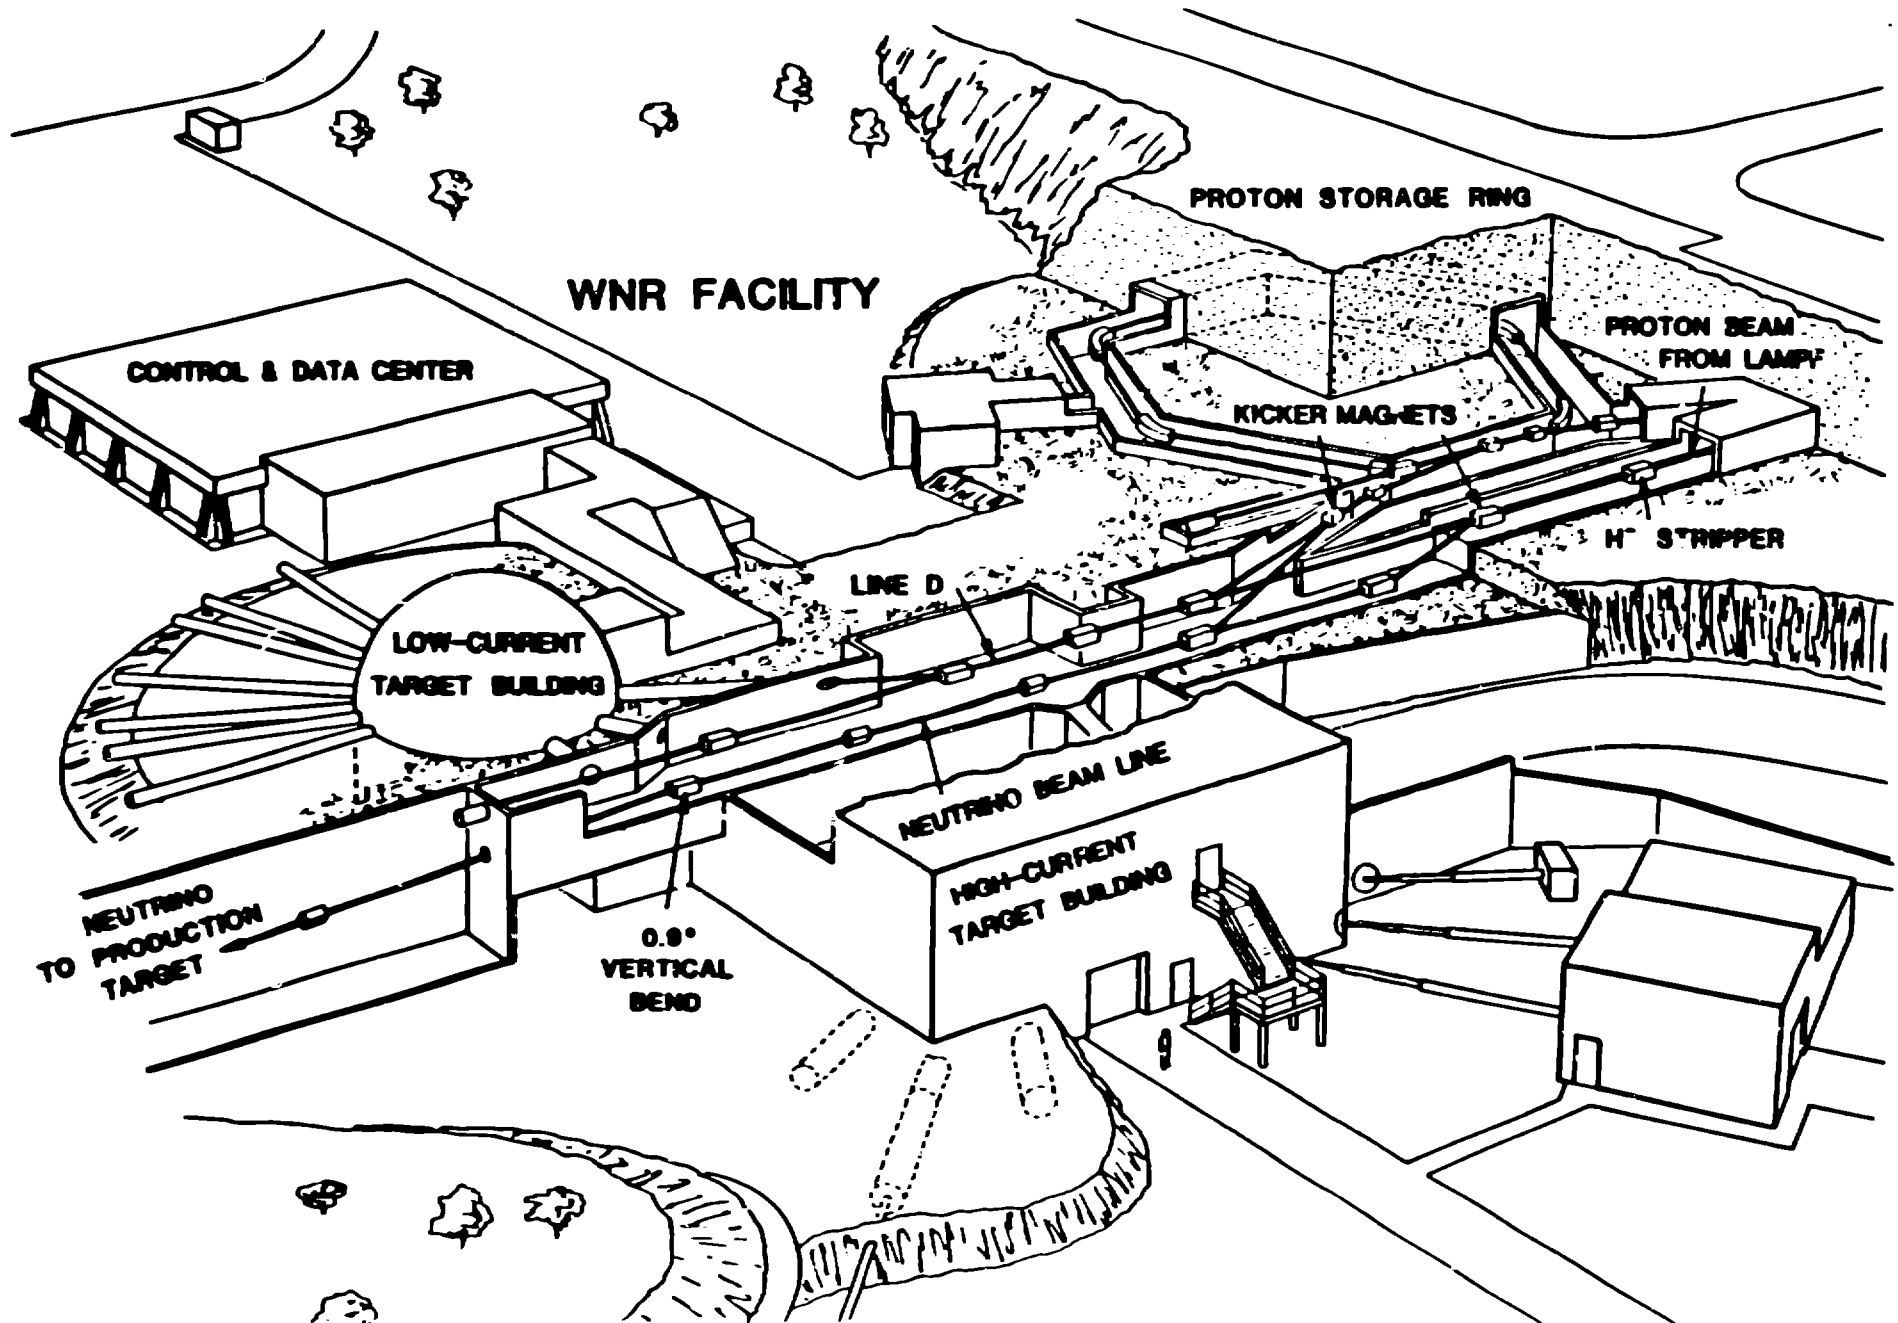 PROTON STORAGE RING
WNR FACILITY
PROTON BEAM
FROM LAMPF
CONTROL & DATA CENTER
KICKER MAGNETS
H⁻ STRIPPER
LINE D
LOW-CURRENT
TARGET BUILDING
NEUTRINO BEAM LINE
HIGH-CURRENT
TARGET BUILDING
NEUTRINO
TO PRODUCTION
TARGET
0.9°
VERTICAL
BEND